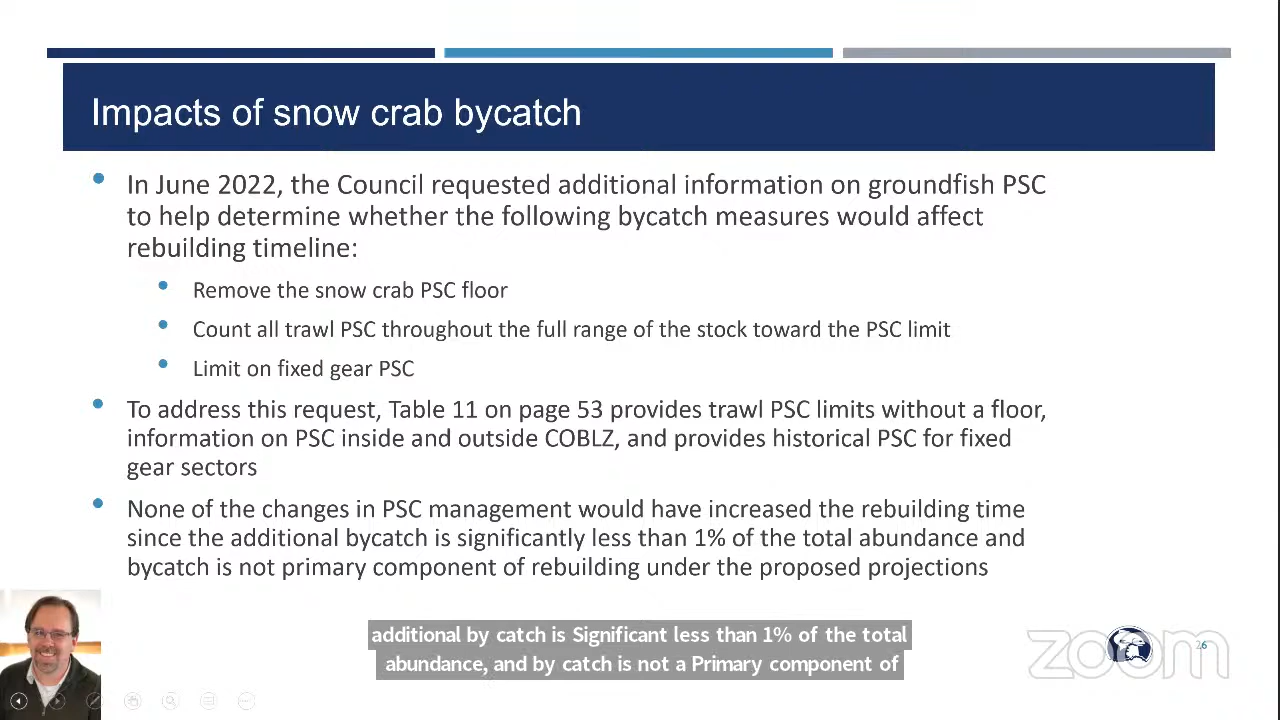 Impacts of snow crab bycatch
In June 2022, the Council requested additional information on groundfish PSC
to help determine whether the following bycatch measures would affect
rebuilding timeline:
Remove the snow crab PSC floor
Count all trawl PSC throughout the full range of the stock toward the PSC limit
Limit on fixed gear PSC
To address this request, Table 11 on page 53 provides trawl PSC limits without a floor,
information on PSC inside and outside COBLZ, and provides historical PSC for fixed
gear sectors
None of the changes in PSC management would have increased the rebuilding time
since the additional bycatch is significantly less than 1% of the total abundance and
bycatch is not primary component of rebuilding under the proposed projections
additional by catch is Significant less than 1% of the total
abundance, and by catch is not a Primary component of
zoom
26